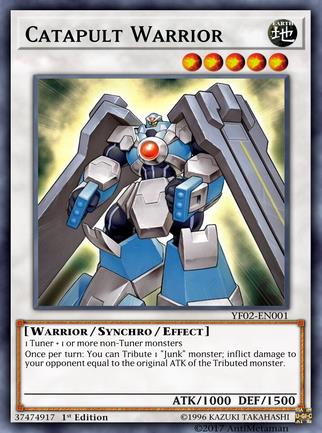 CATAPULT WARRIOR
EARTH
地
YF02-EN001
[WARRIOR / SYNCHRO / EFFECT]
1 Tuner + 1 or more non-Tuner monsters
Once per turn: You can Tribute 1 "Junk" monster; inflict damage to
your opponent equal to the original ATK of the Tributed monster.
ATK/1000 DEF/1500
37474917 1st Edition ©1996 KAZUKI TAKAHASHI
©2017 AntiMetaman